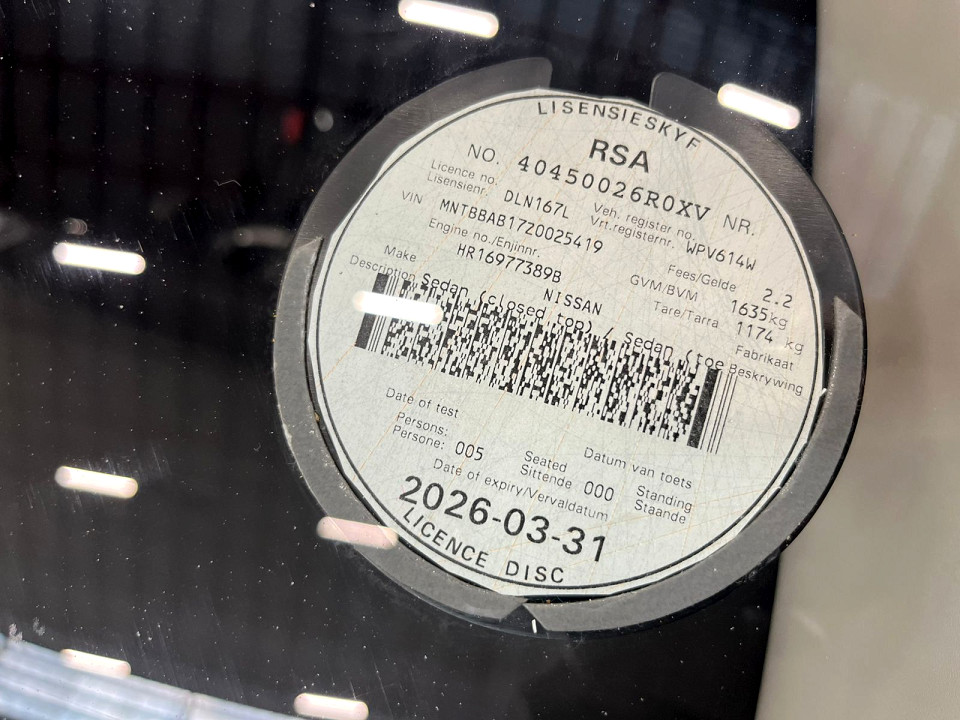 LISENSIESKYF
RSA
NO. 40450026R0XV NR.
Licence no. DLN167L Veh. register no. WPV614W
Lisensienr. Vrt.registernr.
VIN MNTBBAB17Z0025419 Fees/Gelde 2.2
Engine no./Enjinnr. GVM/BVM 1635kg
HR16977389B Tare/Tarra 1174 kg
Make NISSAN Fabrikaat
Description Sedan (closed top) / Sedan (toe Beskrywing
Date of test Datum van toets
Persons: 005 Seated 000 Standing
Persone: Sittende Staande
Date of expiry/Vervaldatum
2026-03-31
LICENCE DISC